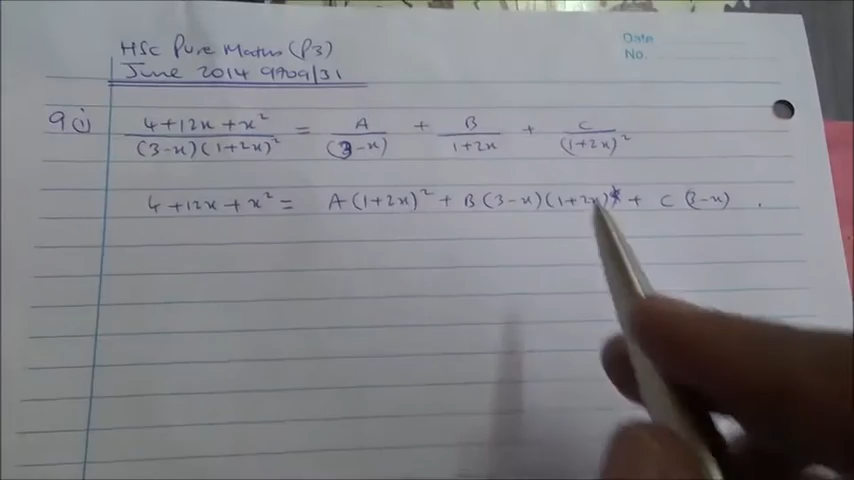 HSC Pure Maths (P3)
Date
June 2014 9709/31
No.
9(i) (4+12x+x²)/((3-x)(1+2x)²) = A/(3-x) + B/(1+2x) + C/(1+2x)²
4+12x+x² = A(1+2x)² + B(3-x)(1+2x) + C(3-x) .